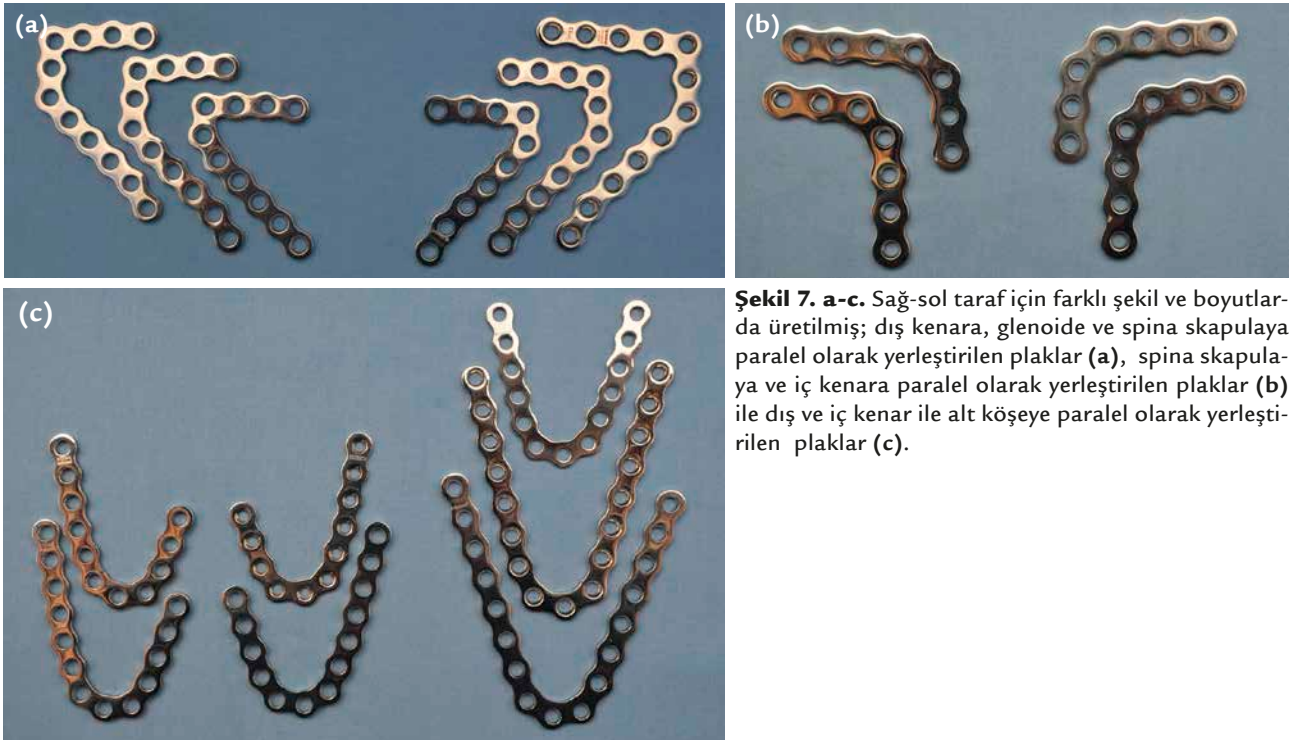 (a)
(b)
(c)
Şekil 7. a-c. Sağ-sol taraf için farklı şekil ve boyutlar-
da üretilmiş; dış kenara, glenoide ve spina skapulaya
paralel olarak yerleştirilen plaklar (a), spina skapula-
ya ve iç kenara paralel olarak yerleştirilen plaklar (b)
ile dış ve iç kenar ile alt köşeye paralel olarak yerleşti-
rilen plaklar (c).